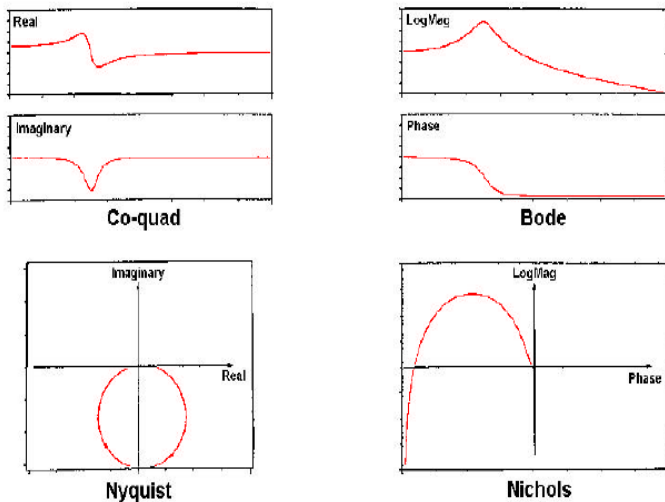 Real
Imaginary
Co-quad
LogMag
Phase
Bode
Imaginary
Real
Nyquist
LogMag
Phase
Nichols